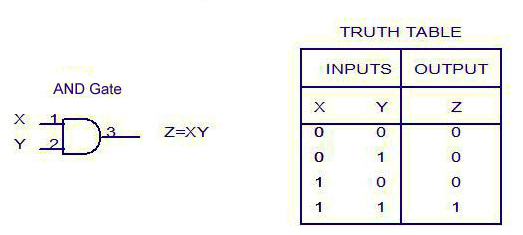 AND Gate
X 1
Y 2
3
Z=XY
TRUTH TABLE
INPUTS OUTPUT
X Y Z
0 0 0
0 1 0
1 0 0
1 1 1